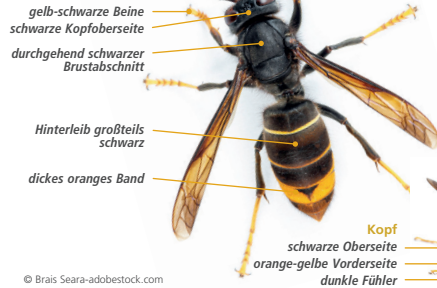 gelb-schwarze Beine
schwarze Kopfoberseite
durchgehend schwarzer
Brustabschnitt
Hinterleib großteils
schwarz
dickes oranges Band
Kopf
schwarze Oberseite
orange-gelbe Vorderseite
dunkle Fühler
© Brais Seara-adobestock.com